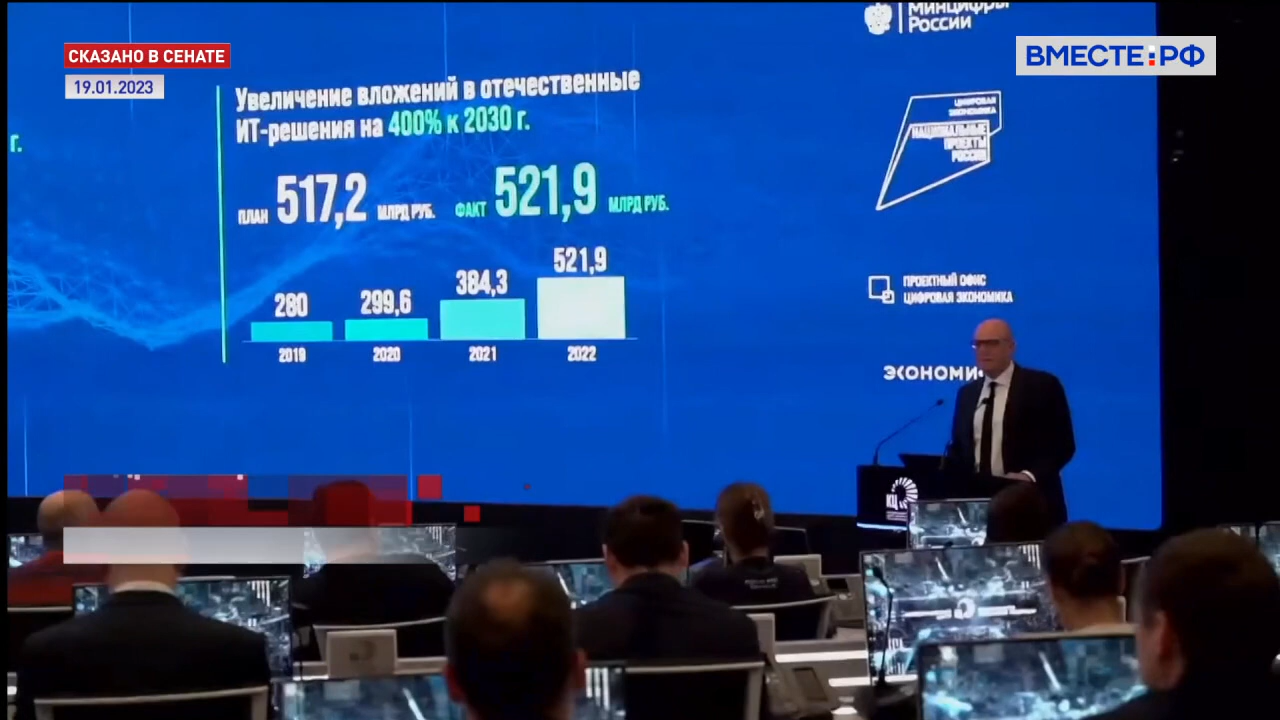 СКАЗАНО В СЕНАТЕ
19.01.2023
ВМЕСТЕ:РФ
МИНЦИФРЫ
РОССИИ
г.
Увеличение вложений в отечественные
ИТ-решения на 400% к 2030 г.
ПЛАН 517,2 МЛРД РУБ. ФАКТ 521,9 МЛРД РУБ.
280
299,6
384,3
521,9
2019
2020
2021
2022
ЦИФРОВАЯ
ЭКОНОМИКА
НАЦИОНАЛЬНЫЕ
ПРОЕКТЫ
РОССИИ
ПРОЕКТНЫЙ ОФИС
ЦИФРОВАЯ ЭКОНОМИКА
ЭКОНОМИ
КЦ